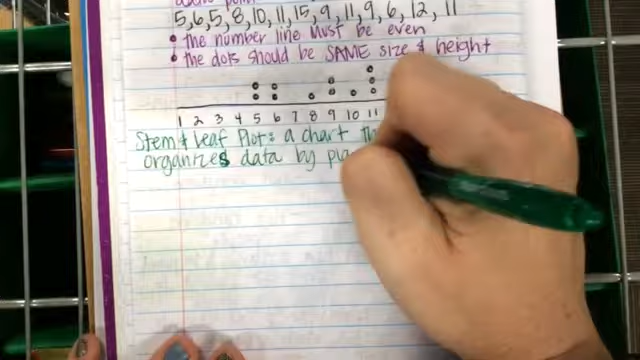 5,6,5,8,10,11,15,9,11,9,6,12,11
• the number line must be even
• the dots should be SAME size & height
1 2 3 4 5 6 7 8 9 10 11
Stem & Leaf Plot: a chart
organizes data by